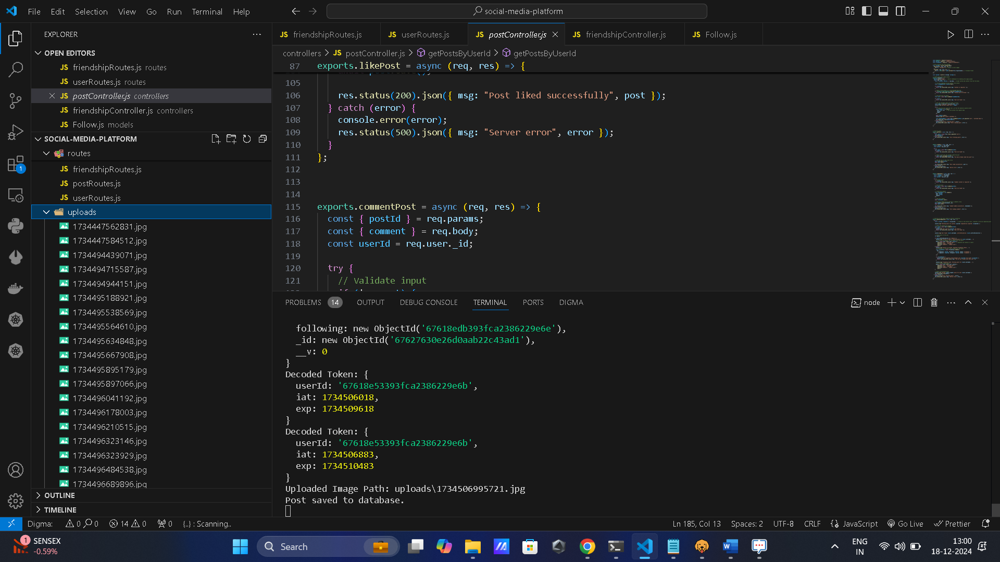 File Edit Selection View Go Run Terminal Help
social-media-platform
EXPLORER
OPEN EDITORS
friendshipRoutes.js routes
userRoutes.js routes
postController.js controllers
friendshipController.js controllers
Follow.js models
SOCIAL-MEDIA-PLATFORM
routes
friendshipRoutes.js
postRoutes.js
userRoutes.js
uploads
1734447562831.jpg
1734447584512.jpg
1734494439071.jpg
1734494715587.jpg
1734494944151.jpg
1734495188921.jpg
1734495538569.jpg
1734495564610.jpg
1734495634848.jpg
1734495667908.jpg
1734495895179.jpg
1734495897066.jpg
1734496041192.jpg
1734496178003.jpg
1734496210515.jpg
1734496323146.jpg
1734496323929.jpg
1734496484538.jpg
1734496689896.jpg
OUTLINE
TIMELINE
JS friendshipRoutes.js JS userRoutes.js JS postController.js JS friendshipController.js JS Follow.js
controllers > JS postController.js > getPostsByUserId > getPostsByUserId
87 exports.likePost = async (req, res) => {
105
106 res.status(200).json({ msg: "Post liked successfully", post });
107 } catch (error) {
108 console.error(error);
109 res.status(500).json({ msg: "Server error", error });
110 }
111 };
112
113
114
115 exports.commentPost = async (req, res) => {
116 const { postId } = req.params;
117 const { comment } = req.body;
118 const userId = req.user._id;
119
120 try {
121 // Validate input
PROBLEMS 14 OUTPUT DEBUG CONSOLE TERMINAL PORTS DIGMA
node
following: new ObjectId('67618edb393fca2386229e6e'),
_id: new ObjectId('67627630e26d0aab22c43ad1'),
__v: 0
}
Decoded Token: {
userId: '67618e53393fca2386229e6b',
iat: 1734506018,
exp: 1734509618
}
Decoded Token: {
userId: '67618e53393fca2386229e6b',
iat: 1734506883,
exp: 1734510483
}
Uploaded Image Path: uploads\1734506995721.jpg
Post saved to database.
Digma: 0 0 14 0 0 {..} : Scanning.. Ln 185, Col 13 Spaces: 2 UTF-8 CRLF JavaScript Go Live Prettier
1 SENSEX
-0.59%
Search
ENG
IN
13:00
18-12-2024